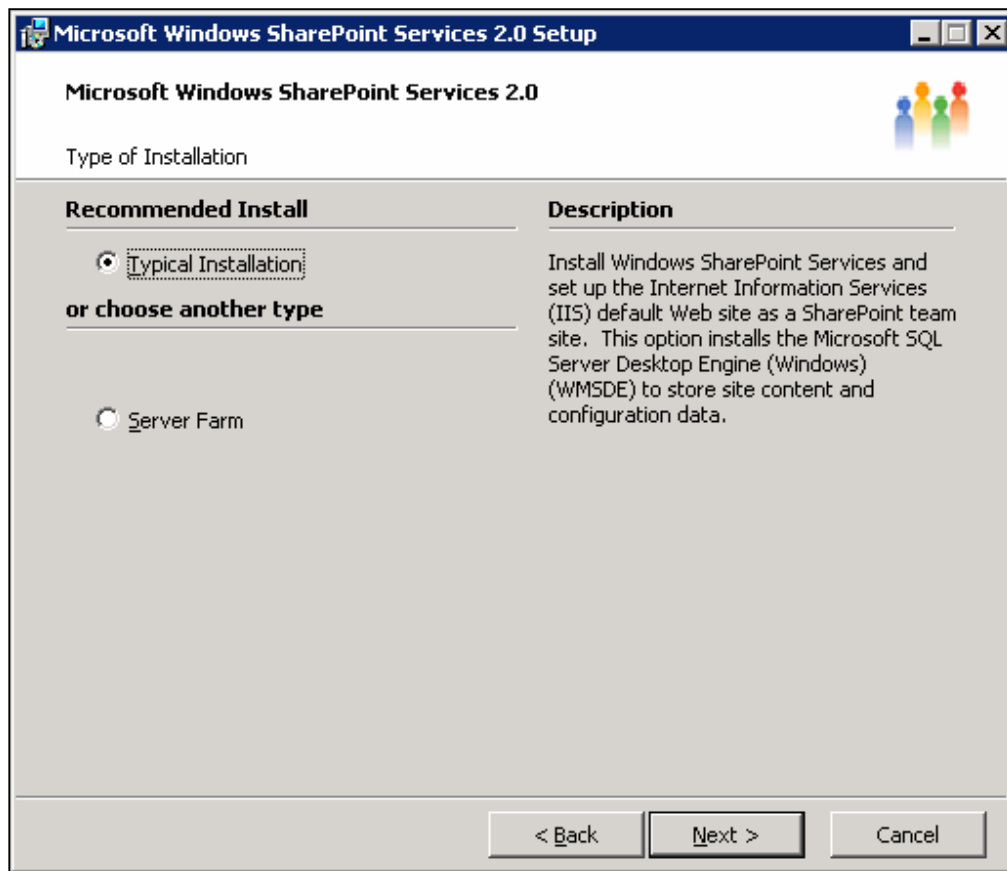 Microsoft Windows SharePoint Services 2.0 Setup
Microsoft Windows SharePoint Services 2.0
Type of Installation
Recommended Install
Typical Installation
or choose another type
Server Farm
Description
Install Windows SharePoint Services and
set up the Internet Information Services
(IIS) default Web site as a SharePoint team
site.  This option installs the Microsoft SQL
Server Desktop Engine (Windows)
(WMSDE) to store site content and
configuration data.
< Back
Next >
Cancel